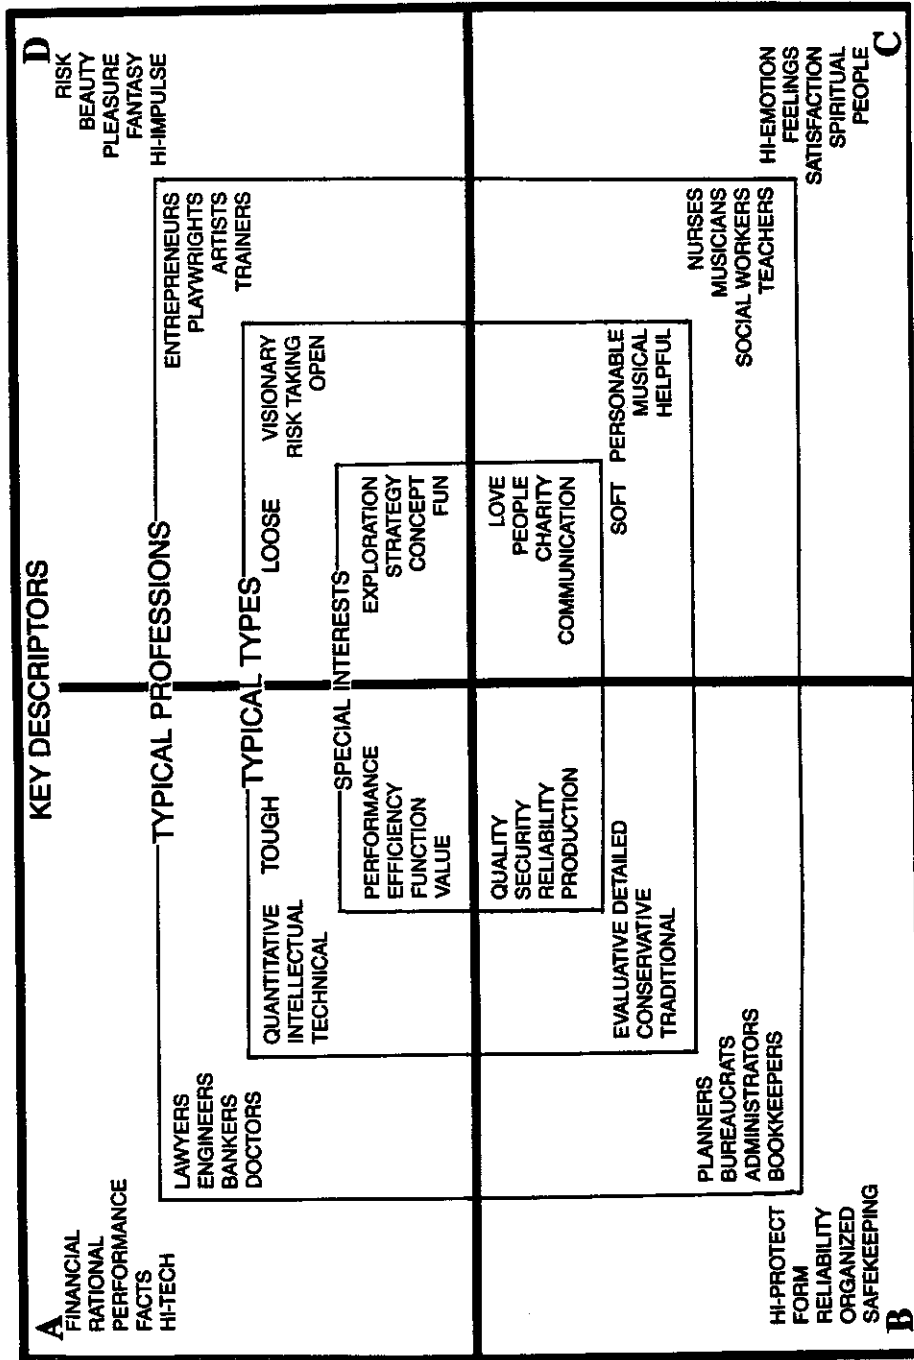 KEY DESCRIPTORS
A
FINANCIAL
RATIONAL
PERFORMANCE
FACTS
HI-TECH
D
RISK
BEAUTY
PLEASURE
FANTASY
HI-IMPULSE
TYPICAL PROFESSIONS
LAWYERS
ENGINEERS
BANKERS
DOCTORS
ENTREPRENEURS
PLAYWRIGHTS
ARTISTS
TRAINERS
TYPICAL TYPES
QUANTITATIVE TOUGH
INTELLECTUAL
TECHNICAL
LOOSE VISIONARY
RISK TAKING
OPEN
SPECIAL INTERESTS
PERFORMANCE
EFFICIENCY
FUNCTION
VALUE
EXPLORATION
STRATEGY
CONCEPT
FUN
QUALITY
SECURITY
RELIABILITY
PRODUCTION
LOVE
PEOPLE
CHARITY
COMMUNICATION
EVALUATIVE DETAILED
CONSERVATIVE
TRADITIONAL
SOFT PERSONABLE
MUSICAL
HELPFUL
PLANNERS
BUREAUCRATS
ADMINISTRATORS
BOOKKEEPERS
NURSES
MUSICIANS
SOCIAL WORKERS
TEACHERS
HI-PROTECT
FORM
RELIABILITY
ORGANIZED
SAFEKEEPING
B
HI-EMOTION
FEELINGS
SATISFACTION
SPIRITUAL
PEOPLE
C